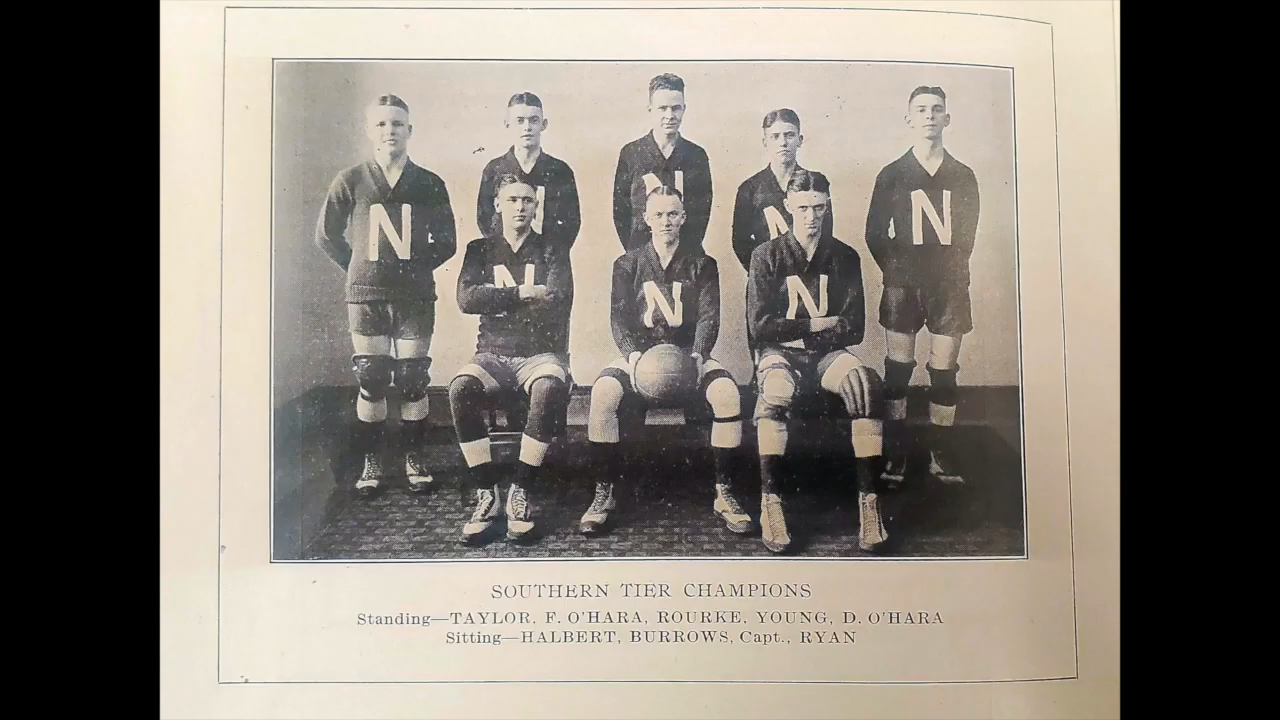 N N N N N
N N N
SOUTHERN TIER CHAMPIONS
Standing—TAYLOR, F. O'HARA, ROURKE, YOUNG, D. O'HARA
Sitting—HALBERT, BURROWS, Capt., RYAN